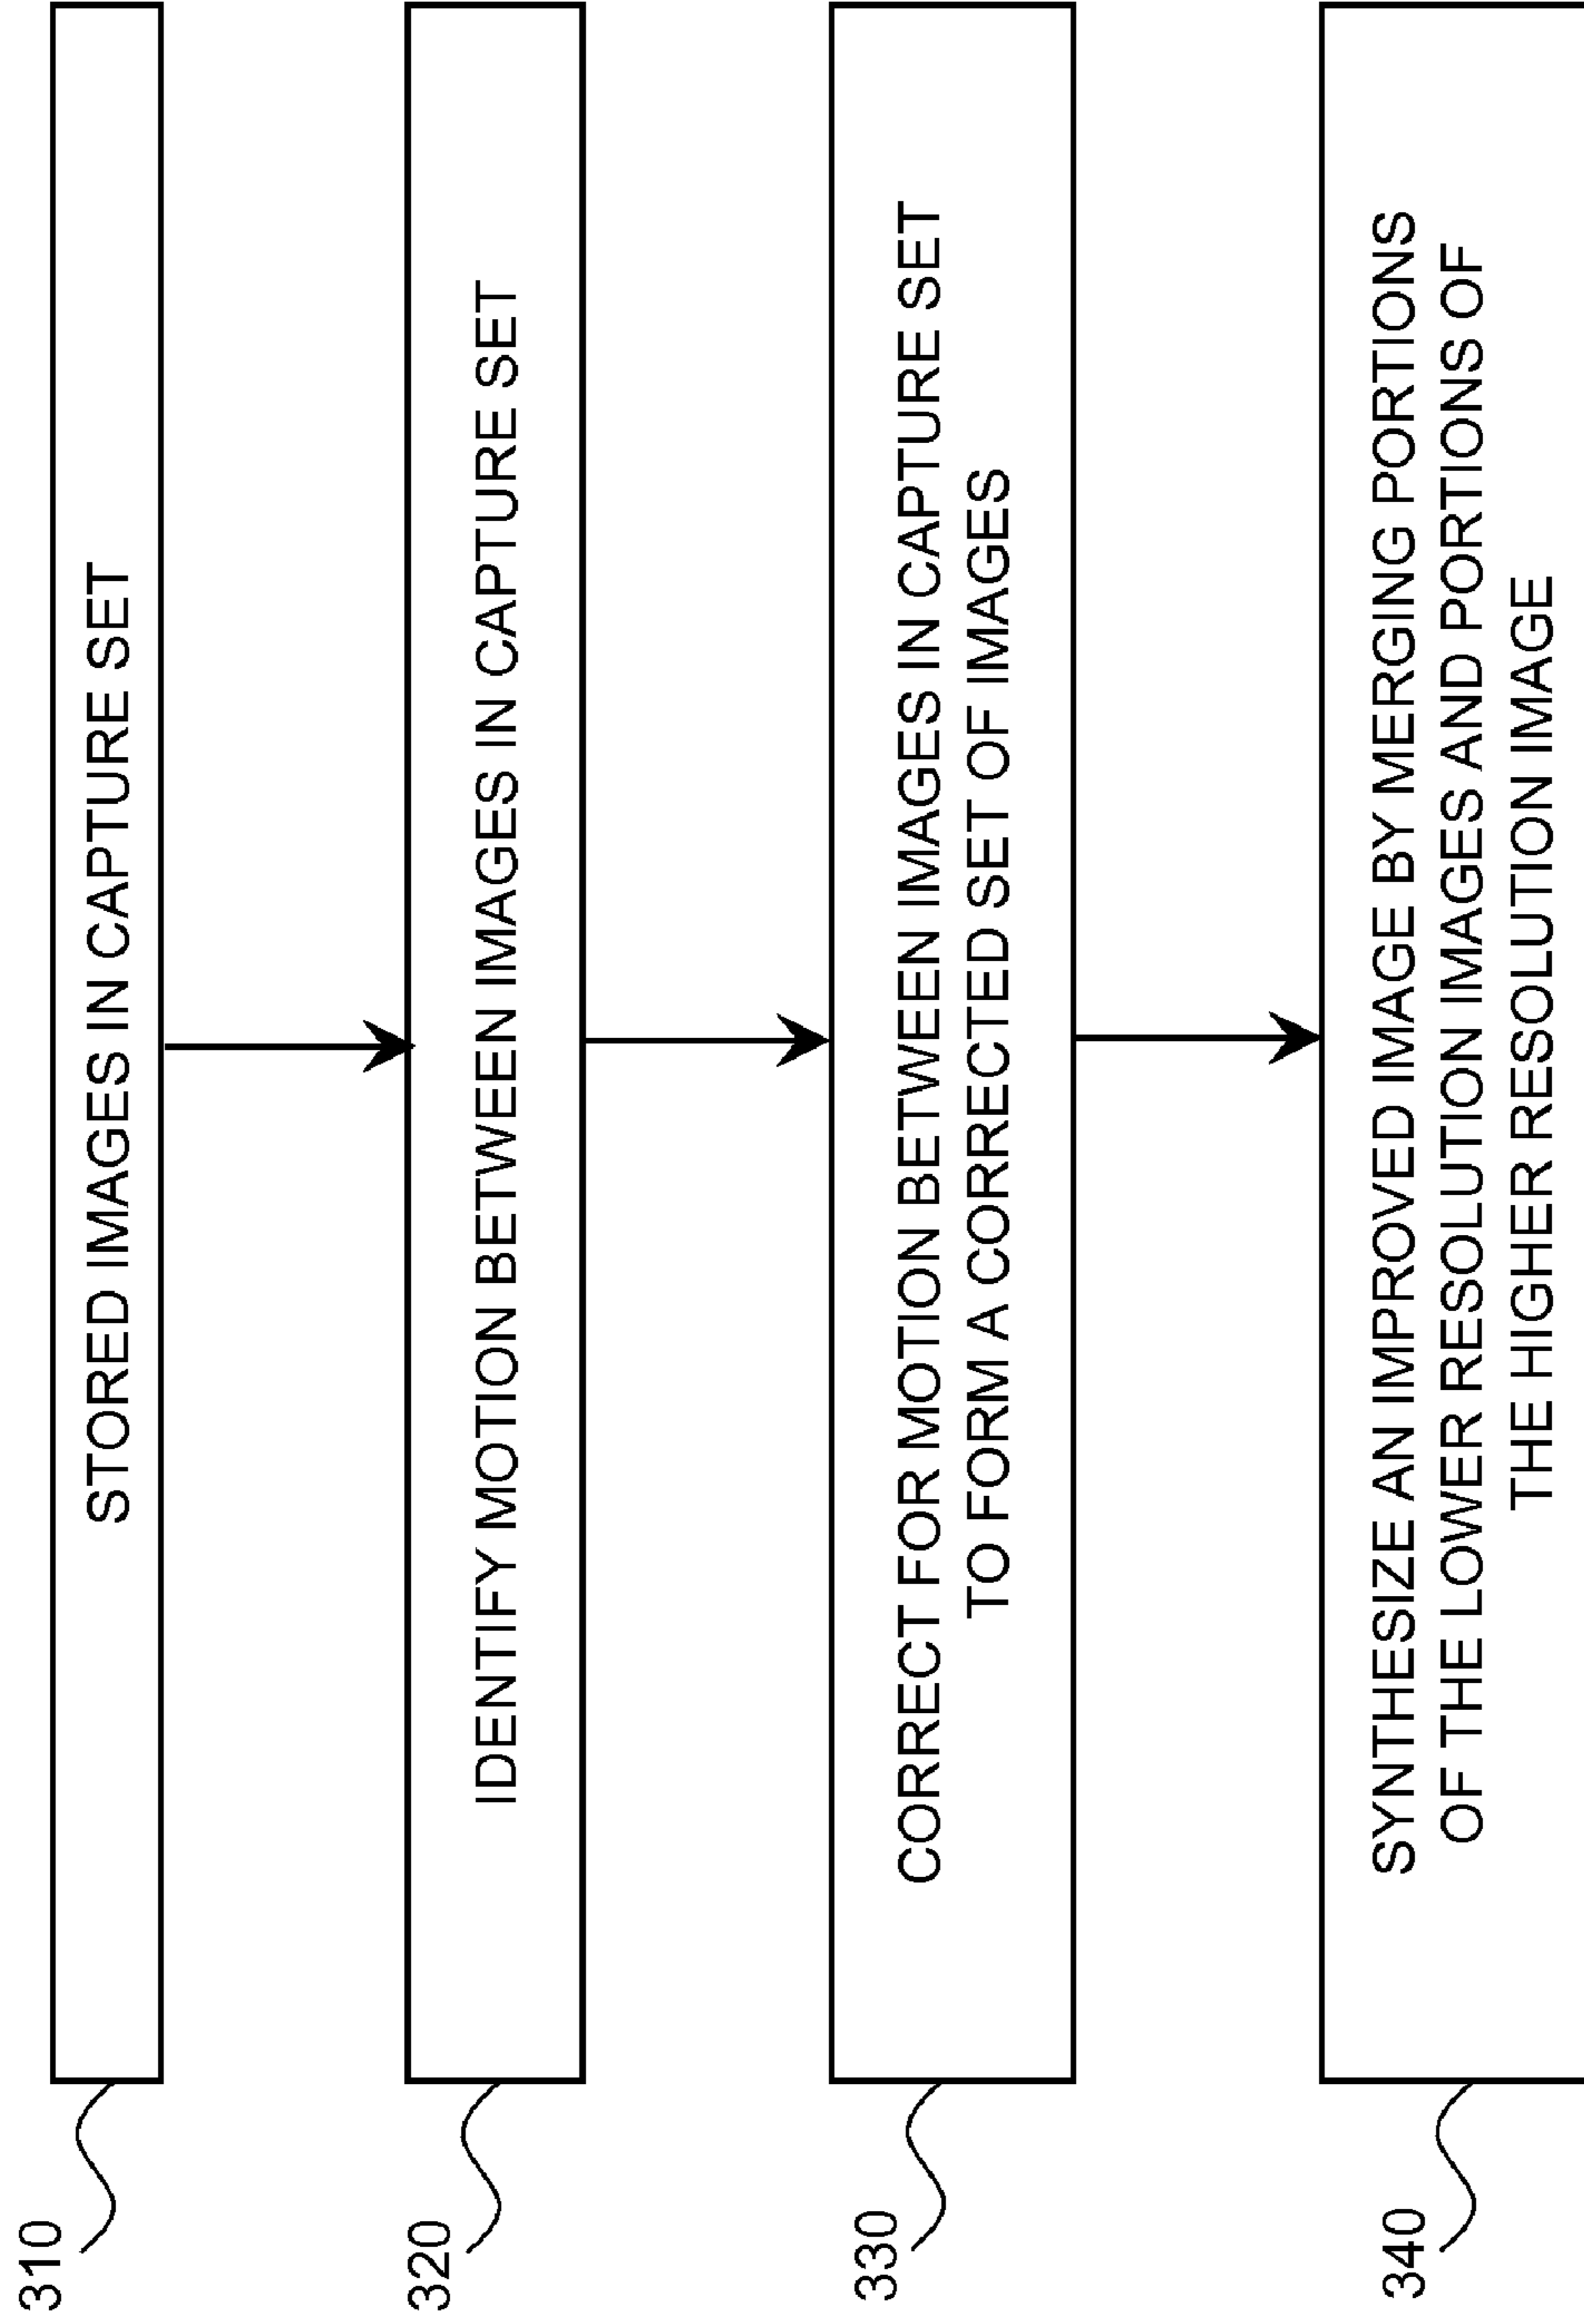 310
STORED IMAGES IN CAPTURE SET
320
IDENTIFY MOTION BETWEEN IMAGES IN CAPTURE SET
330
CORRECT FOR MOTION BETWEEN IMAGES IN CAPTURE SET
TO FORM A CORRECTED SET OF IMAGES
340
SYNTHESIZE AN IMPROVED IMAGE BY MERGING PORTIONS
OF THE LOWER RESOLUTION IMAGES AND PORTIONS OF
THE HIGHER RESOLUTION IMAGE